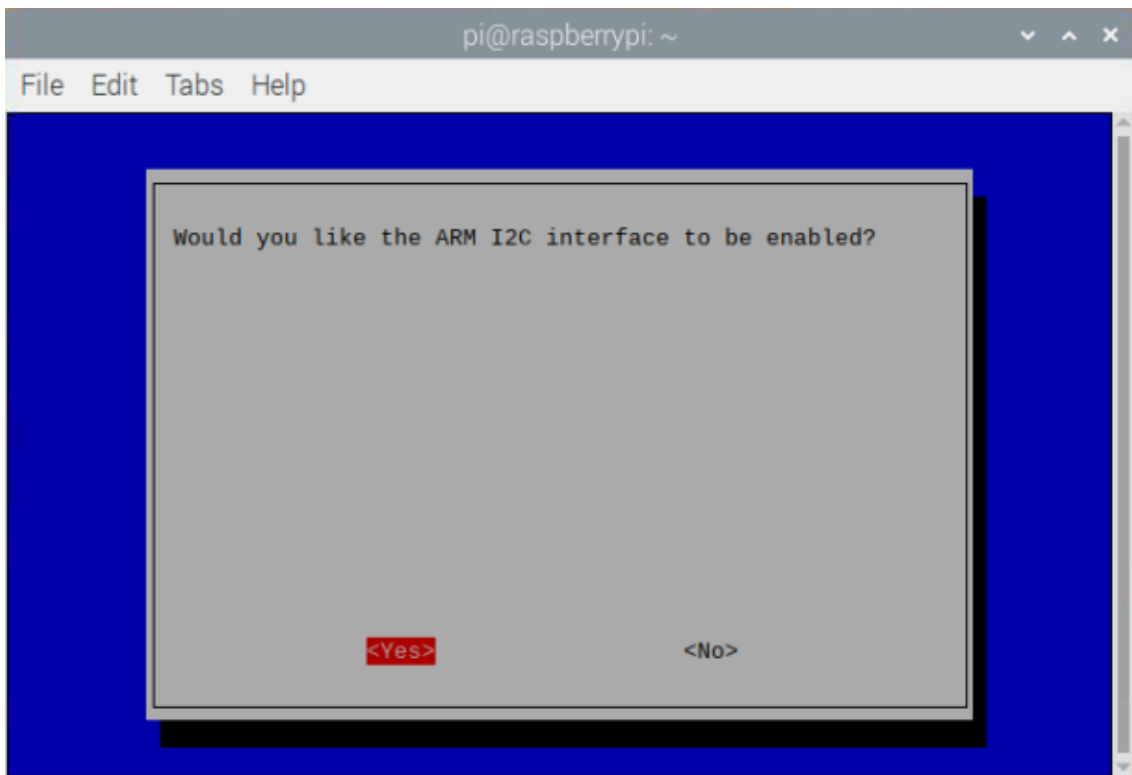 pi@raspberrypi: ~
File Edit Tabs Help
Would you like the ARM I2C interface to be enabled?
<Yes> <No>